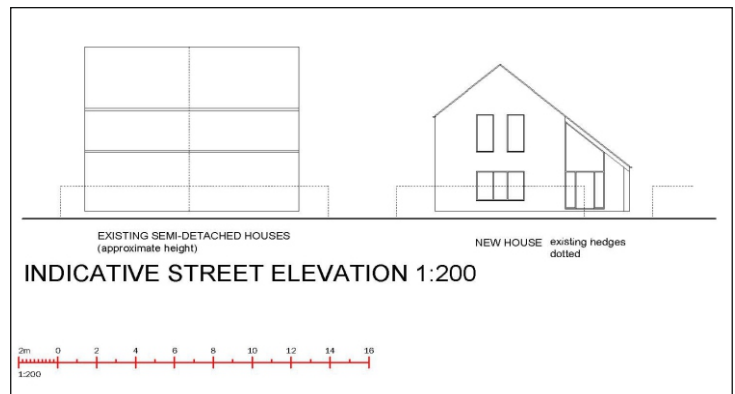 EXISTING SEMI-DETACHED HOUSES
(approximate height)
NEW HOUSE existing hedges
dotted
INDICATIVE STREET ELEVATION 1:200
2m 0 2 4 6 8 10 12 14 16
1:200